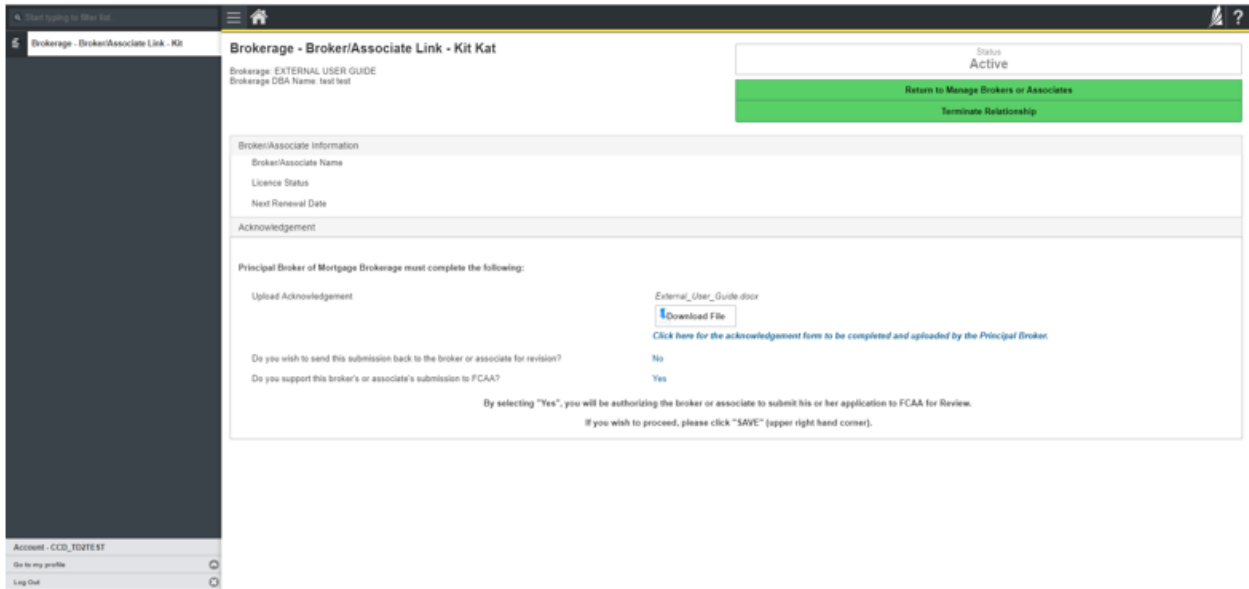 Start typing to filter list...
Brokerage - Broker/Associate Link - Kit
?
Brokerage - Broker/Associate Link - Kit Kat
Brokerage: EXTERNAL USER GUIDE
Brokerage DBA Name: test test
Status
Active
Return to Manage Brokers or Associates
Terminate Relationship
Broker/Associate Information
Broker/Associate Name
Licence Status
Next Renewal Date
Acknowledgement
Principal Broker of Mortgage Brokerage must complete the following:
Upload Acknowledgement
External_User_Guide.docx
Download File
Click here for the acknowledgement form to be completed and uploaded by the Principal Broker.
Do you wish to send this submission back to the broker or associate for revision? No
Do you support this broker's or associate's submission to FCAA? Yes
By selecting "Yes", you will be authorizing the broker or associate to submit his or her application to FCAA for Review.
If you wish to proceed, please click "SAVE" (upper right hand corner).
Account - CCD_TO2TEST
Go to my profile
Log Out